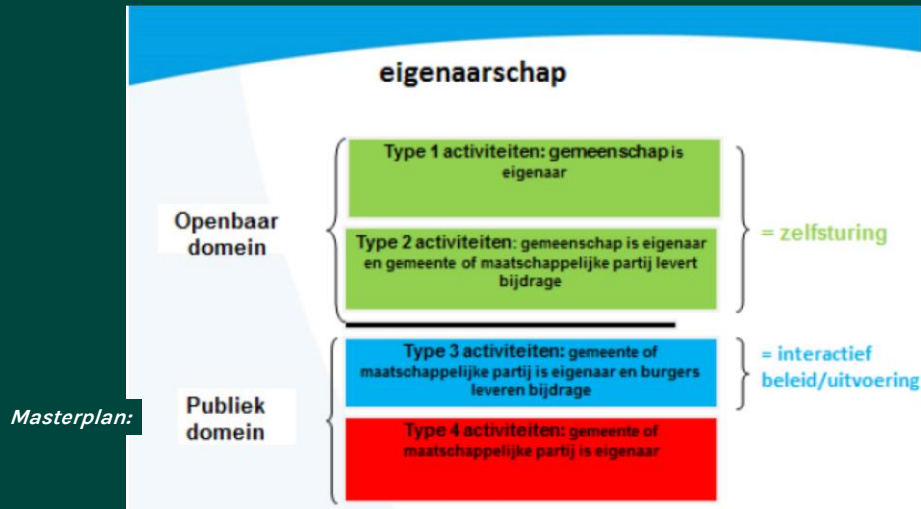 eigenaarschap
Type 1 activiteiten: gemeenschap is
eigenaar
Openbaar
domein
Type 2 activiteiten: gemeenschap is eigenaar
en gemeente of maatschappelijke partij levert
bijdrage
= zelfsturing
Type 3 activiteiten: gemeente of
maatschappelijke partij is eigenaar en burgers
leveren bijdrage
= interactief
beleid/uitvoering
Masterplan:
Publiek
domein
Type 4 activiteiten: gemeente of
maatschappelijke partij is eigenaar